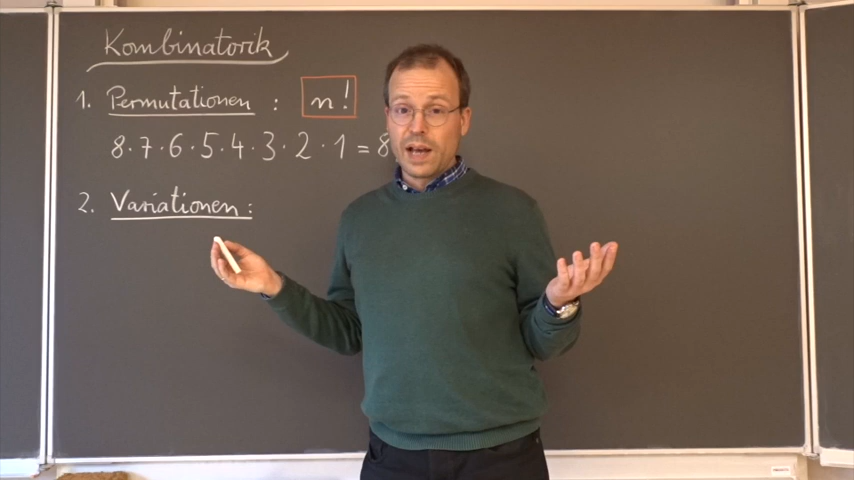 Kombinatorik
1. Permutationen : n!
8·7·6·5·4·3·2·1=8
2. Variationen: